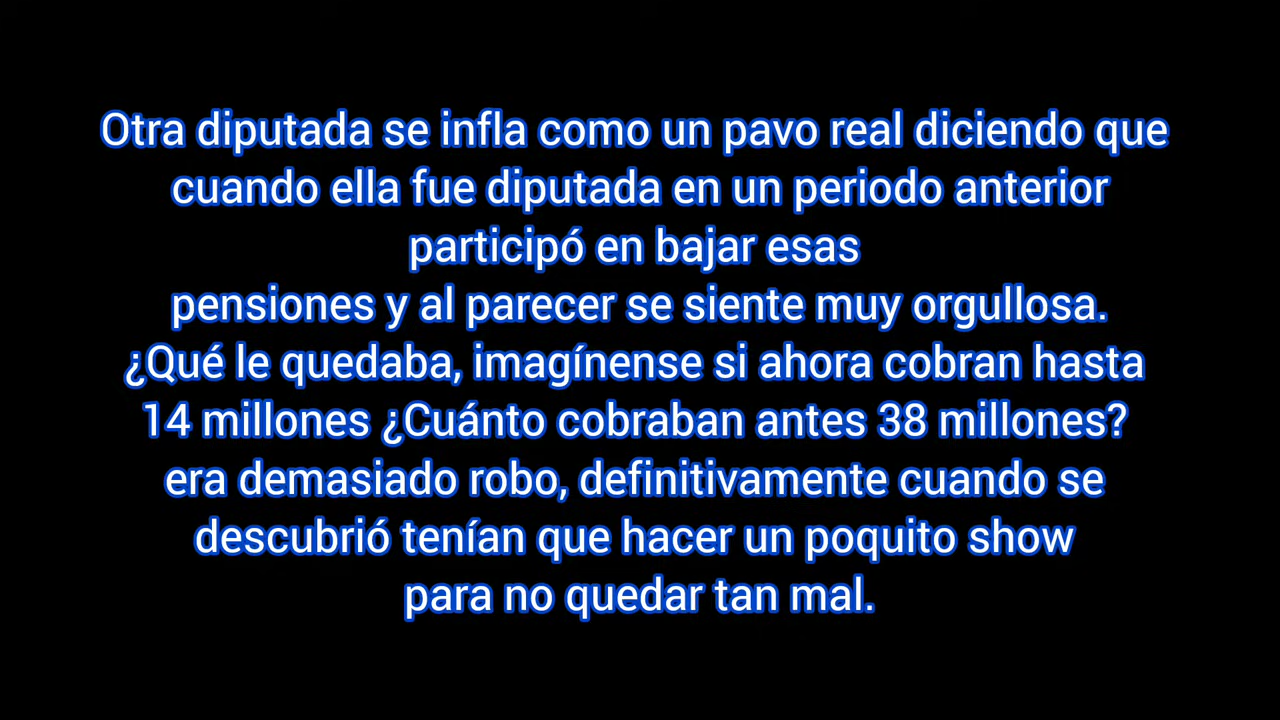 Otra diputada se infla como un pavo real diciendo que
cuando ella fue diputada en un periodo anterior
participó en bajar esas
pensiones y al parecer se siente muy orgullosa.
¿Qué le quedaba, imagínense si ahora cobran hasta
14 millones ¿Cuánto cobraban antes 38 millones?
era demasiado robo, definitivamente cuando se
descubrió tenían que hacer un poquito show
para no quedar tan mal.